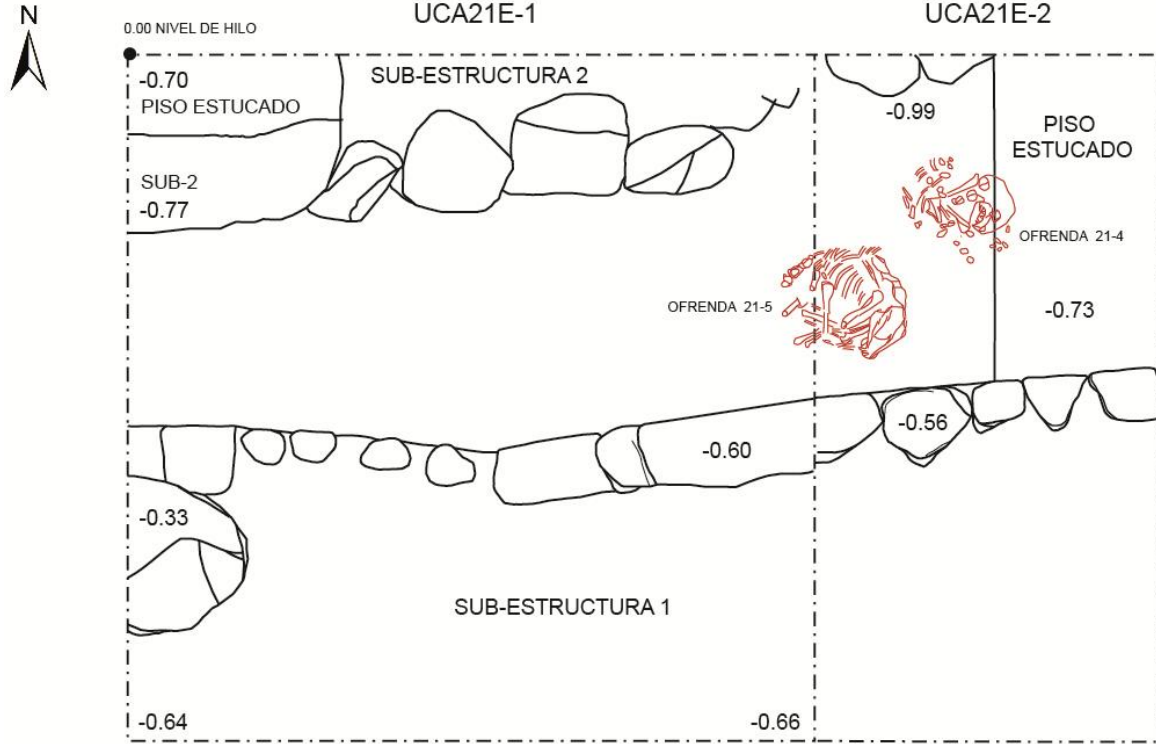 N
UCA21E-1
UCA21E-2
0.00 NIVEL DE HILO
-0.70
PISO ESTUCADO
SUB-ESTRUCTURA 2
-0.99
PISO
ESTUCADO
SUB-2
-0.77
OFRENDA 21-4
OFRENDA 21-5
-0.73
-0.56
-0.60
-0.33
SUB-ESTRUCTURA 1
-0.64
-0.66